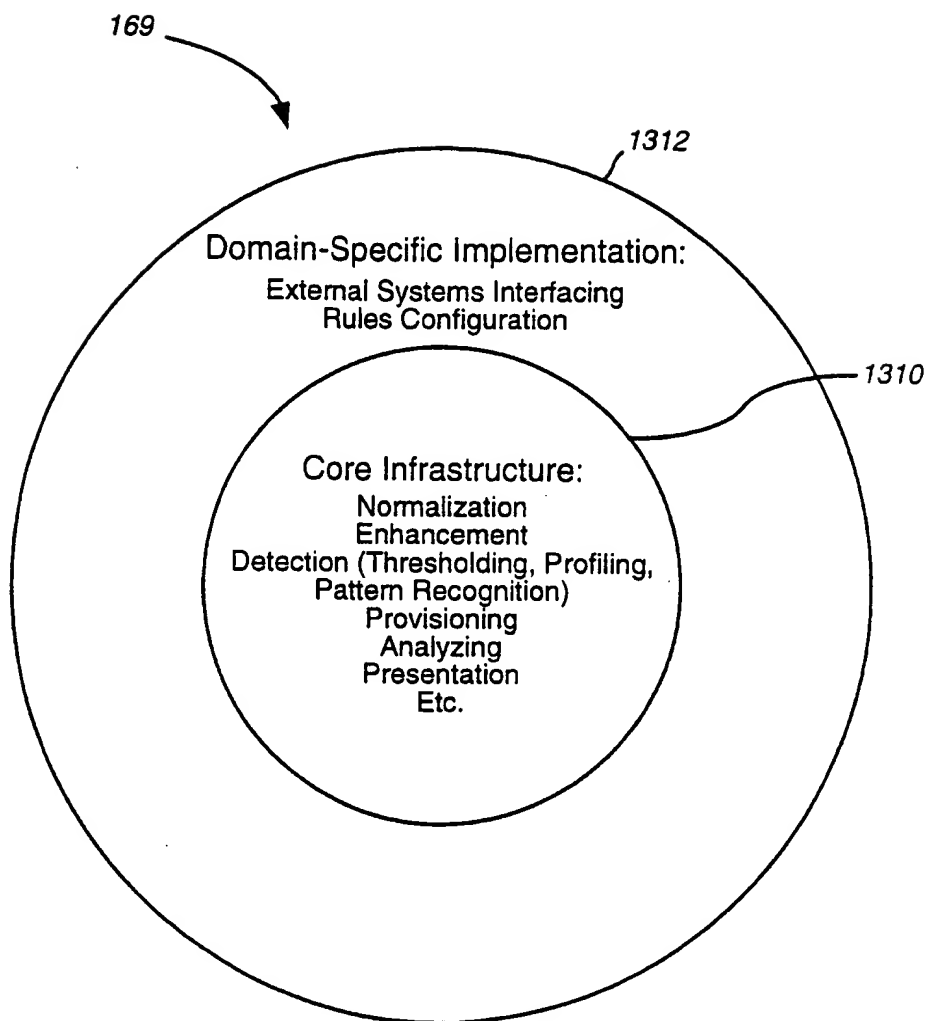 169
1312
Domain-Specific Implementation:
External Systems Interfacing
Rules Configuration
1310
Core Infrastructure:
Normalization
Enhancement
Detection (Thresholding, Profiling,
Pattern Recognition)
Provisioning
Analyzing
Presentation
Etc.